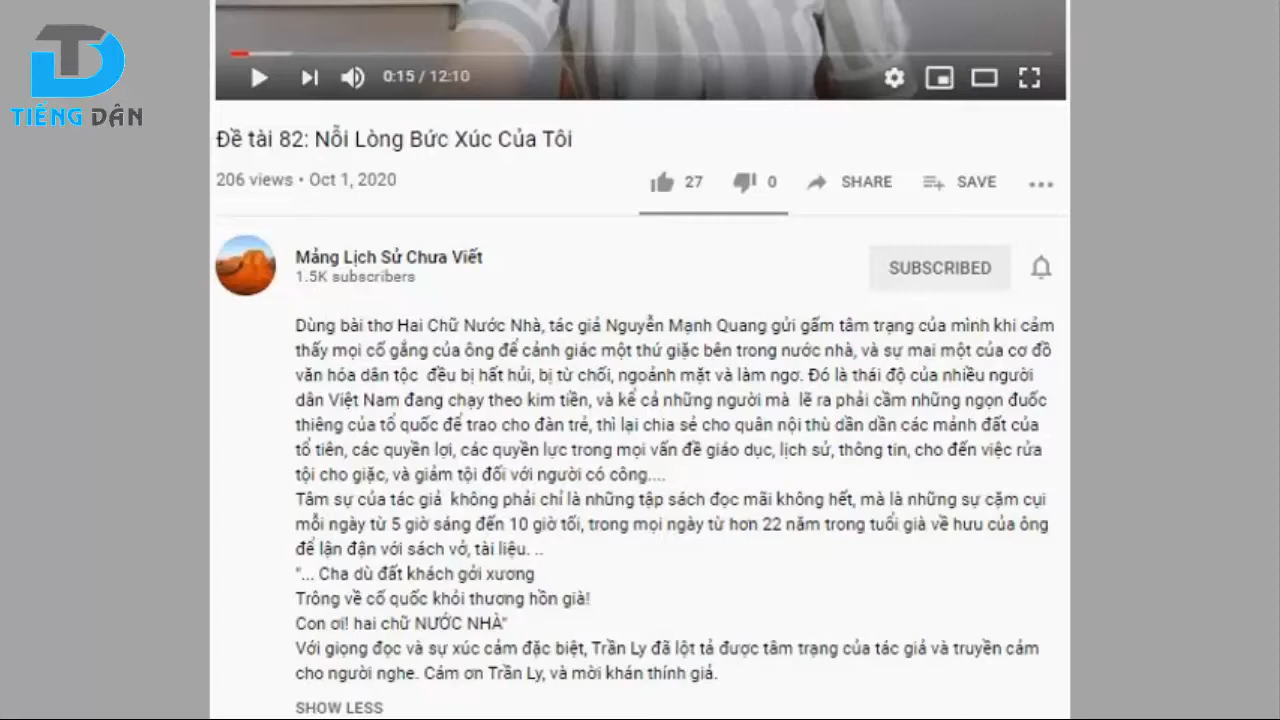 TIẾNG DÂN
0:15 / 12:10
Đề tài 82: Nỗi Lòng Bức Xúc Của Tôi
206 views • Oct 1, 2020
27
0
SHARE
SAVE
Mảng Lịch Sử Chưa Viết
1.5K subscribers
SUBSCRIBED
Dùng bài thơ Hai Chữ Nước Nhà, tác giả Nguyễn Mạnh Quang gửi gấm tâm trạng của mình khi cảm
thấy mọi cố gắng của ông để cảnh giác một thứ giặc bên trong nước nhà, và sự mai một của cơ đồ
văn hóa dân tộc đều bị hất hủi, bị từ chối, ngoảnh mặt và làm ngơ. Đó là thái độ của nhiều người
dân Việt Nam đang chạy theo kim tiền, và kể cả những người mà lẽ ra phải cầm những ngọn đuốc
thiêng của tổ quốc để trao cho đàn trẻ, thì lại chia sẻ cho quân nội thù dần dần các mảnh đất của
tổ tiên, các quyền lợi, các quyền lực trong mọi vấn đề giáo dục, lịch sử, thông tin, cho đến việc rửa
tội cho giặc, và giảm tội đối với người có công....
Tâm sự của tác giả không phải chỉ là những tập sách đọc mãi không hết, mà là những sự cặm cụi
mỗi ngày từ 5 giờ sáng đến 10 giờ tối, trong mọi ngày từ hơn 22 năm trong tuổi già về hưu của ông
để lận đận với sách vở, tài liệu. ..
"... Cha dù đất khách gởi xương
Trông về cố quốc khỏi thương hồn già!
Con ơi! hai chữ NƯỚC NHÀ"
Với giọng đọc và sự xúc cảm đặc biệt, Trần Ly đã lột tả được tâm trạng của tác giả và truyền cảm
cho người nghe. Cảm ơn Trần Ly, và mời khán thính giả.
SHOW LESS